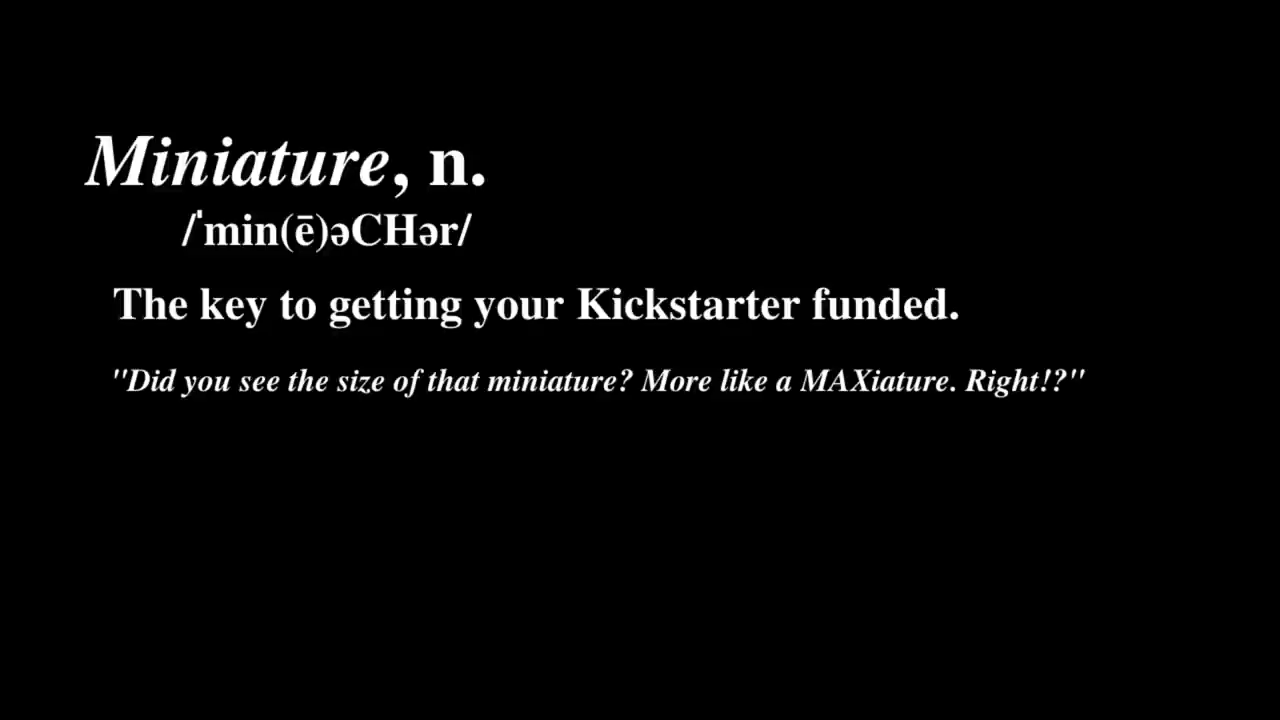 Miniature, n.
/ˈmin(ē)əCHər/
The key to getting your Kickstarter funded.
"Did you see the size of that miniature? More like a MAXiature. Right!?"